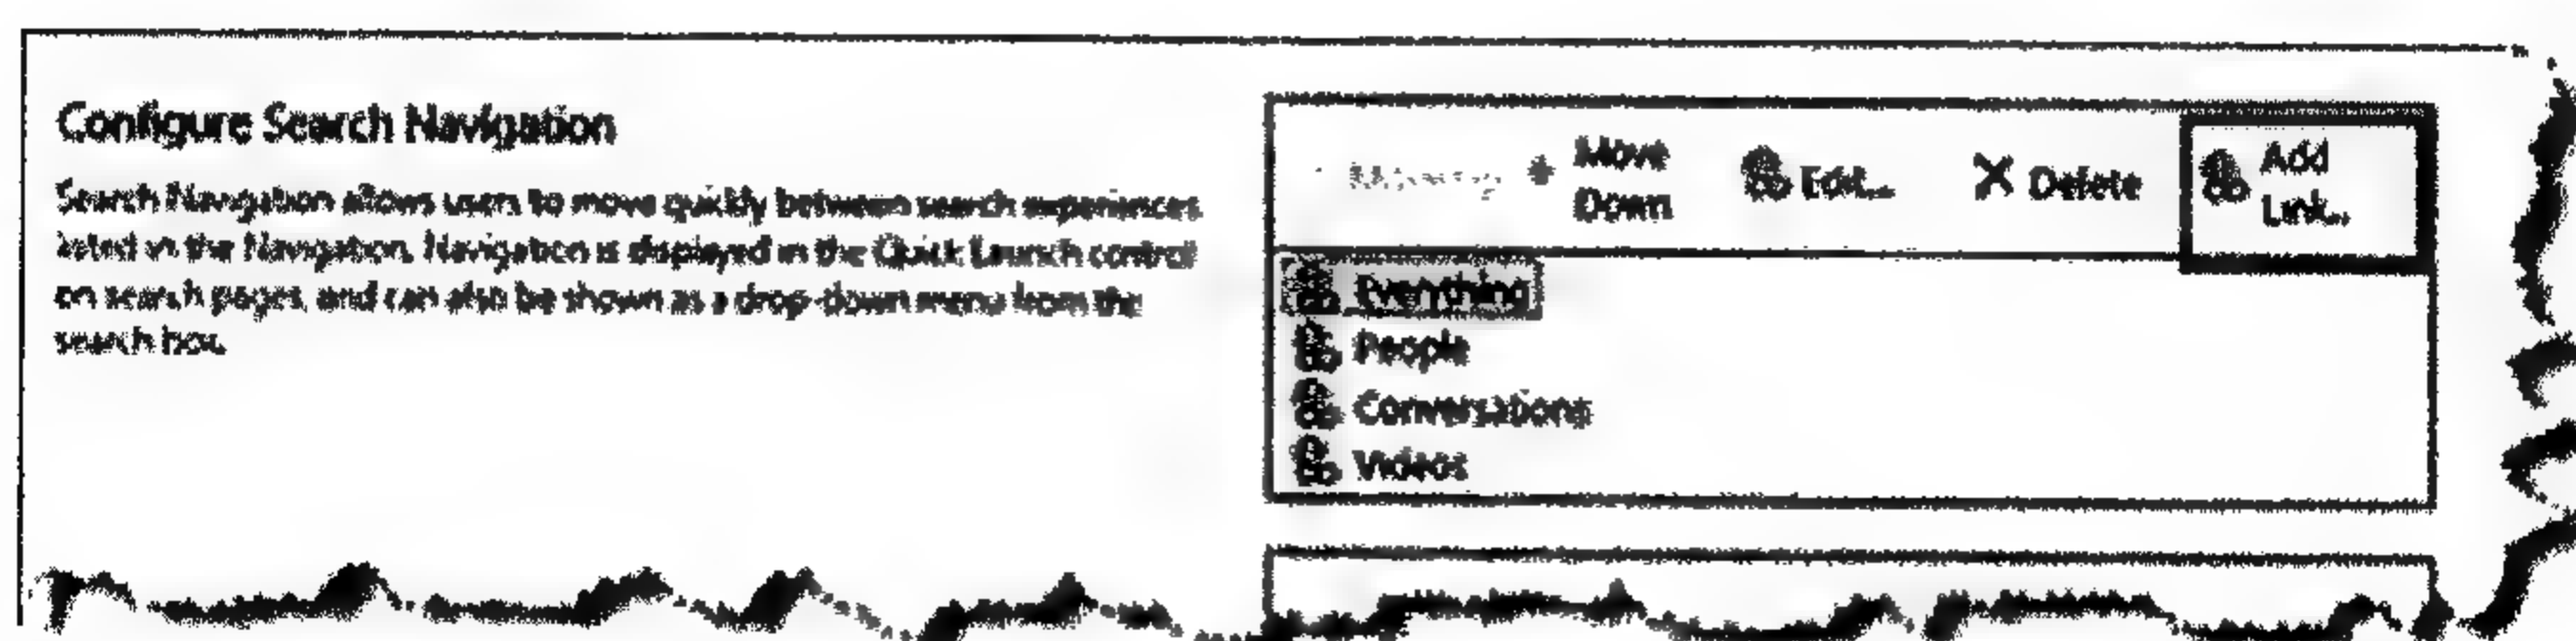 Configure Search Navigation
Search Navigation allows users to move quickly between search experiences
listed in the Navigation. Navigation is displayed in the Quick Launch control
on search pages, and can also be shown as a drop-down menu from the
search box.
Move
Down
Edit...
Delete
Add
Link...
Everything
People
Conversations
Videos